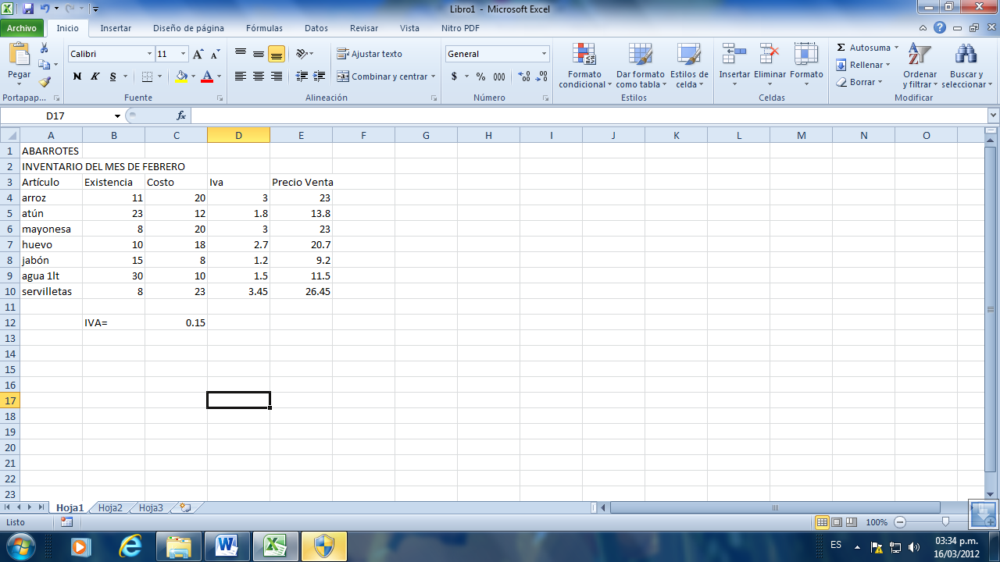 Libro1 - Microsoft Excel
Archivo Inicio Insertar Diseño de página Fórmulas Datos Revisar Vista Nitro PDF
Pegar
Calibri 11
N K S
Ajustar texto
Combinar y centrar
General
$ % 000
Formato condicional
Dar formato como tabla
Estilos de celda
Insertar Eliminar Formato
Σ Autosuma
Rellenar
Borrar
Ordenar y filtrar
Buscar y seleccionar
Portapap... Fuente Alineación Número Estilos Celdas Modificar
D17 fx
A B C D E F G H I J K L M N O
1 ABARROTES
2 INVENTARIO DEL MES DE FEBRERO
3 Artículo Existencia Costo Iva Precio Venta
4 arroz 11 20 3 23
5 atún 23 12 1.8 13.8
6 mayonesa 8 20 3 23
7 huevo 10 18 2.7 20.7
8 jabón 15 8 1.2 9.2
9 agua 1lt 30 10 1.5 11.5
10 servilletas 8 23 3.45 26.45
11
12 IVA= 0.15
13
14
15
16
17
18
19
20
21
22
23
Hoja1 Hoja2 Hoja3
Listo 100%
ES 03:34 p.m.
16/03/2012